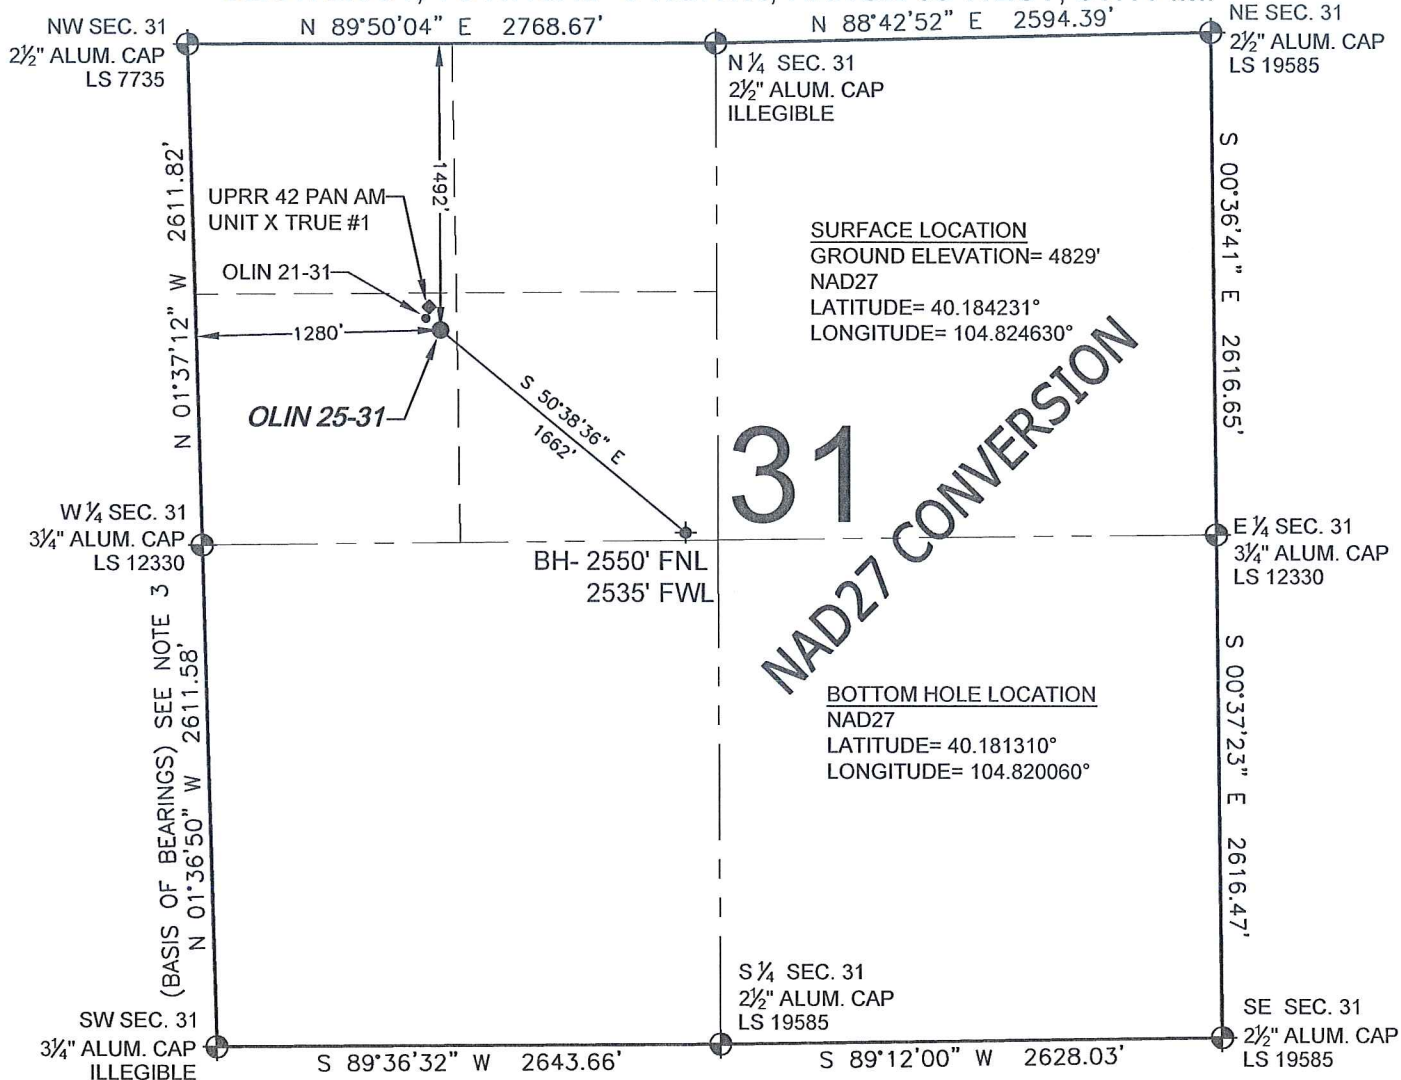 N 89°50'04" E 2768.67'
N 88°42'52" E 2594.39'
NW SEC. 31
2½" ALUM. CAP
LS 7735
N ¼ SEC. 31
2½" ALUM. CAP
ILLEGIBLE
NE SEC. 31
2½" ALUM. CAP
LS 19585
N 01°37'12" W 2611.82'
1492'
UPRR 42 PAN AM
UNIT X TRUE #1
OLIN 21-31
1280'
OLIN 25-31
S 50°38'36" E
1662'
SURFACE LOCATION
GROUND ELEVATION= 4829'
NAD27
LATITUDE= 40.184231°
LONGITUDE= 104.824630°
S 00°36'41" E 2616.65'
31
NAD27 CONVERSION
W ¼ SEC. 31
3¼" ALUM. CAP
LS 12330
BH- 2550' FNL
2535' FWL
E ¼ SEC. 31
3¼" ALUM. CAP
LS 12330
(BASIS OF BEARINGS) SEE NOTE 3
N 01°36'50" W 2611.58'
BOTTOM HOLE LOCATION
NAD27
LATITUDE= 40.181310°
LONGITUDE= 104.820060°
S 00°37'23" E 2616.47'
SW SEC. 31
3¼" ALUM. CAP
ILLEGIBLE
S ¼ SEC. 31
2½" ALUM. CAP
LS 19585
SE SEC. 31
2½" ALUM. CAP
LS 19585
S 89°36'32" W 2643.66'
S 89°12'00" W 2628.03'